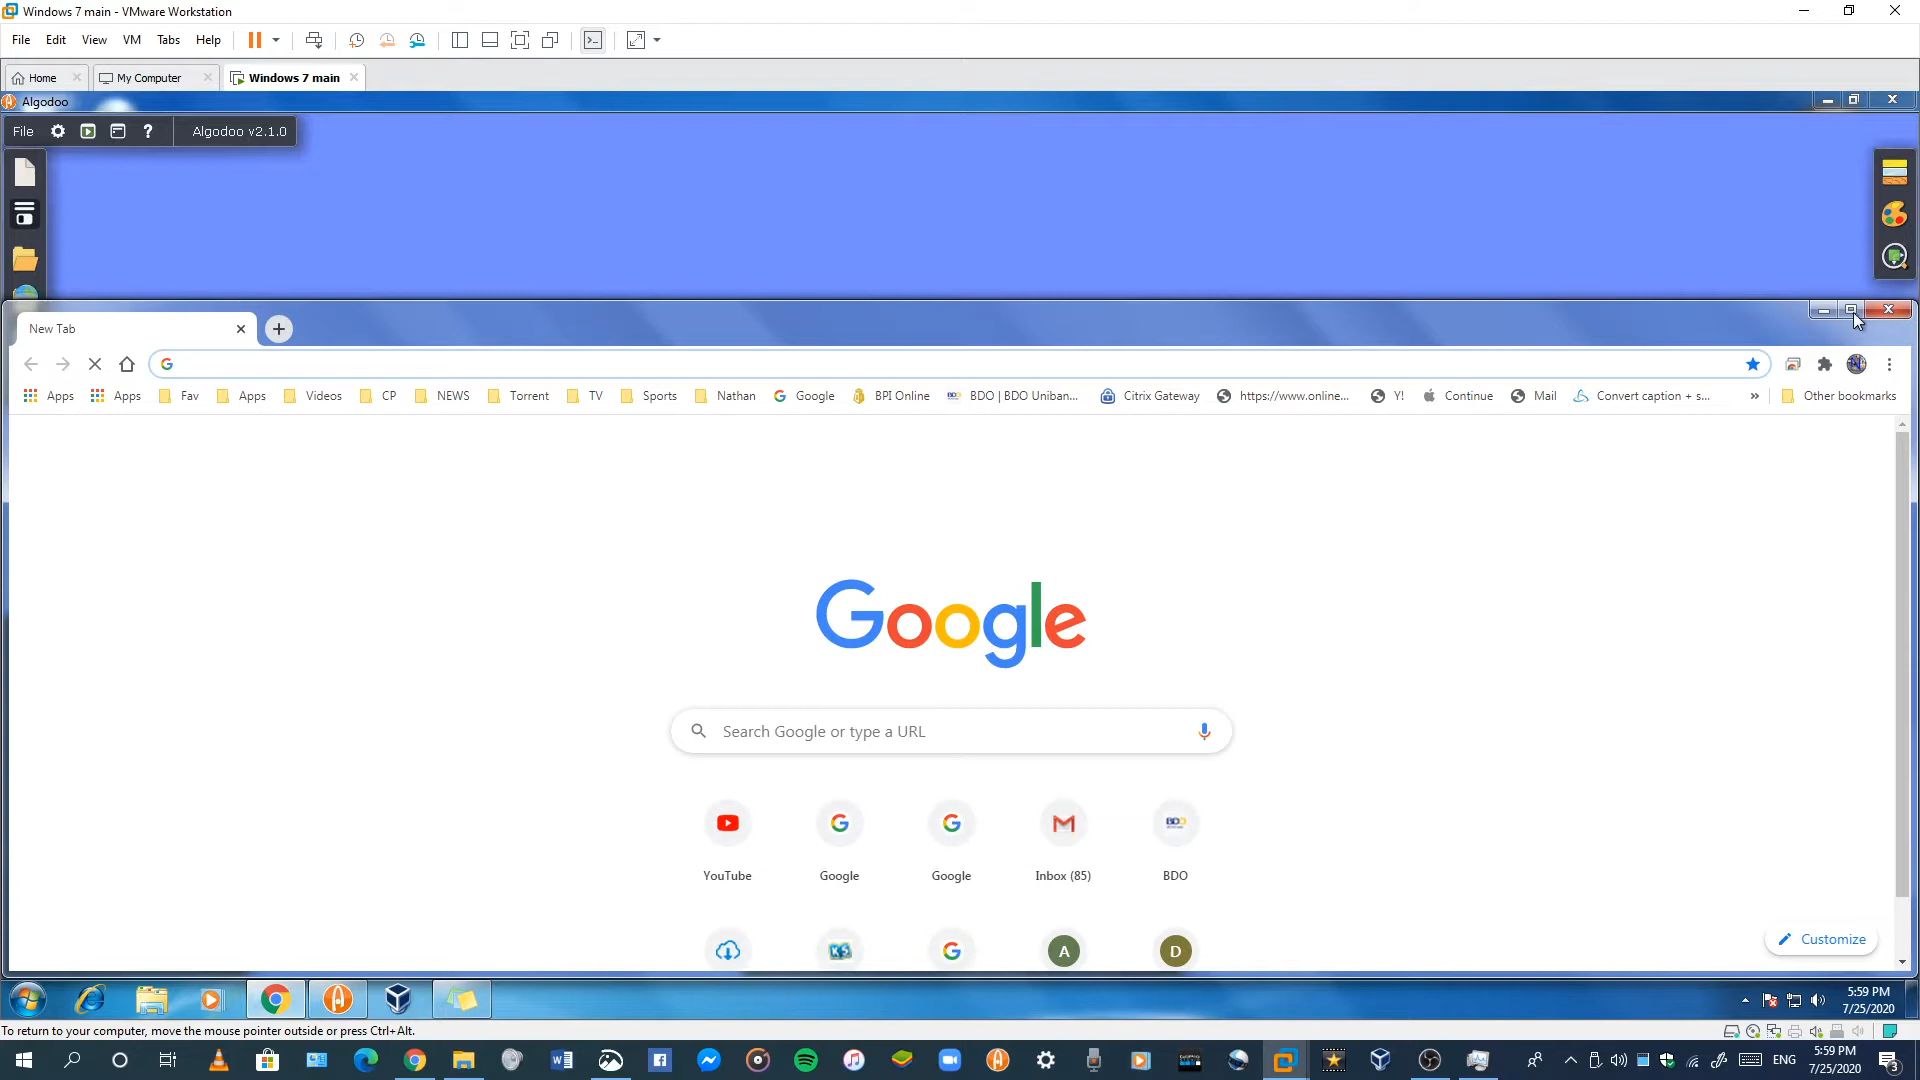 Windows 7 main - VMware Workstation
File Edit View VM Tabs Help
Home My Computer Windows 7 main
Algodoo
File ? Algodoo v2.1.0
New Tab
Apps Apps Fav Apps Videos CP NEWS Torrent TV Sports Nathan Google BPI Online BDO | BDO Uniban... Citrix Gateway https://www.online... Y! Continue Mail Convert caption + s... » Other bookmarks
Google
Search Google or type a URL
YouTube Google Google Inbox (85) BDO
A D
Customize
5:59 PM
7/25/2020
To return to your computer, move the mouse pointer outside or press Ctrl+Alt.
ENG
5:59 PM
7/25/2020
3